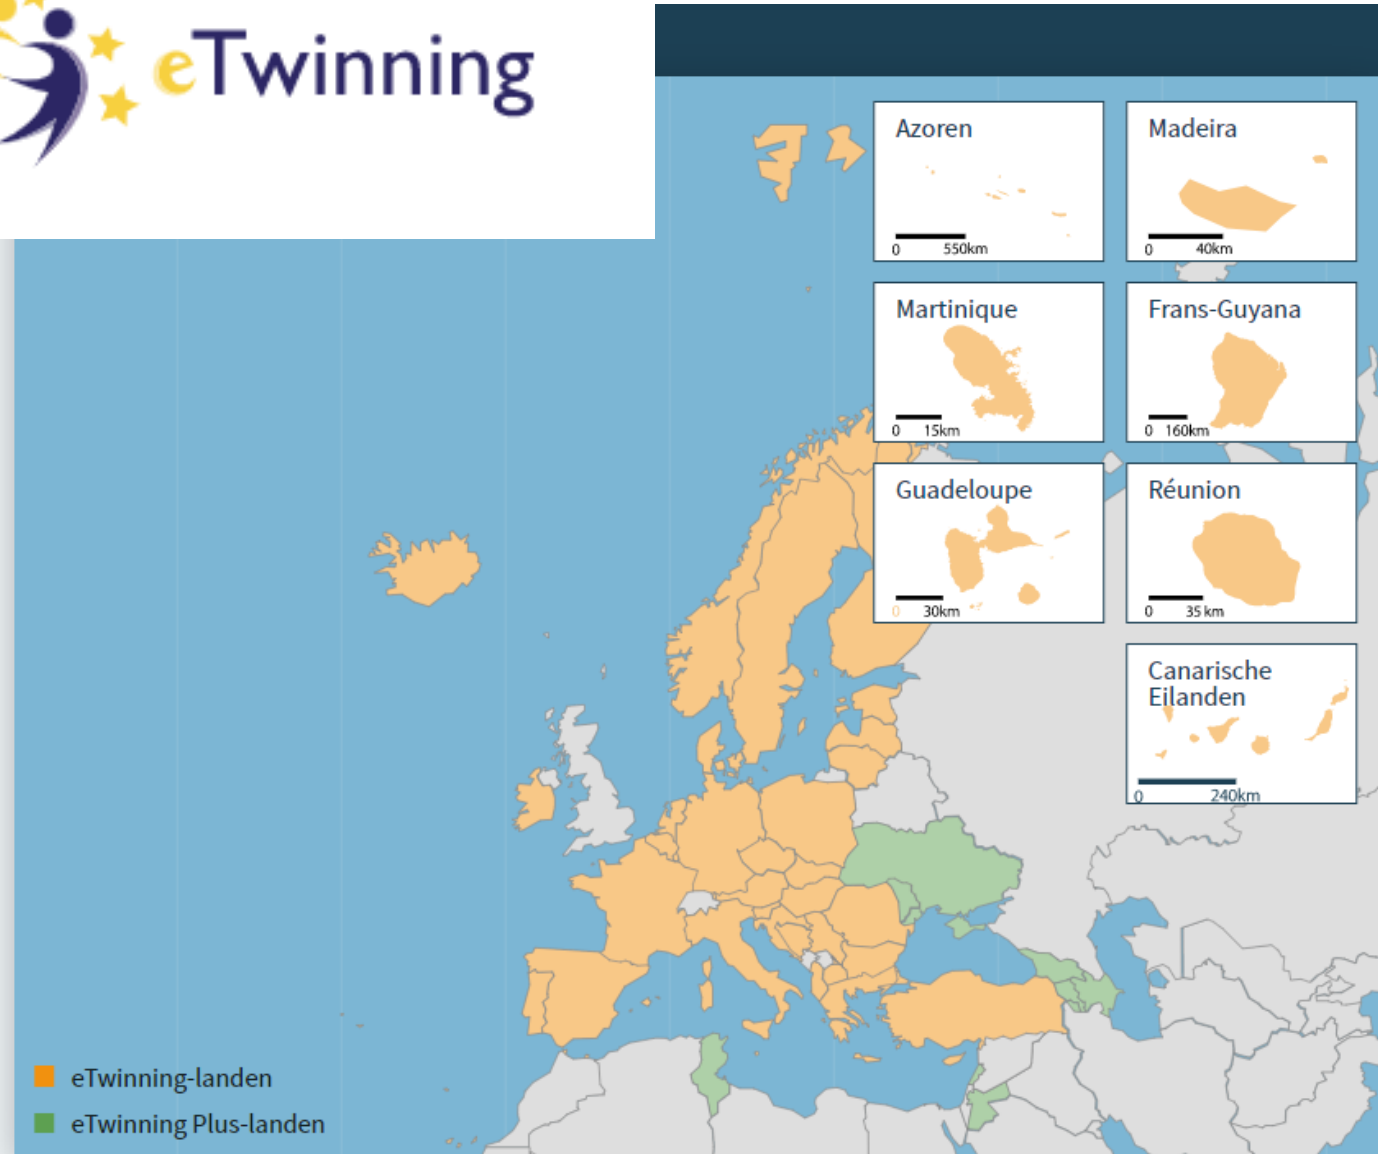 eTwinning
Azoren
0 550km
Madeira
0 40km
Martinique
0 15km
Frans-Guyana
0 160km
Guadeloupe
0 30km
Réunion
0 35 km
Canarische
Eilanden
0 240km
eTwinning-landen
eTwinning Plus-landen